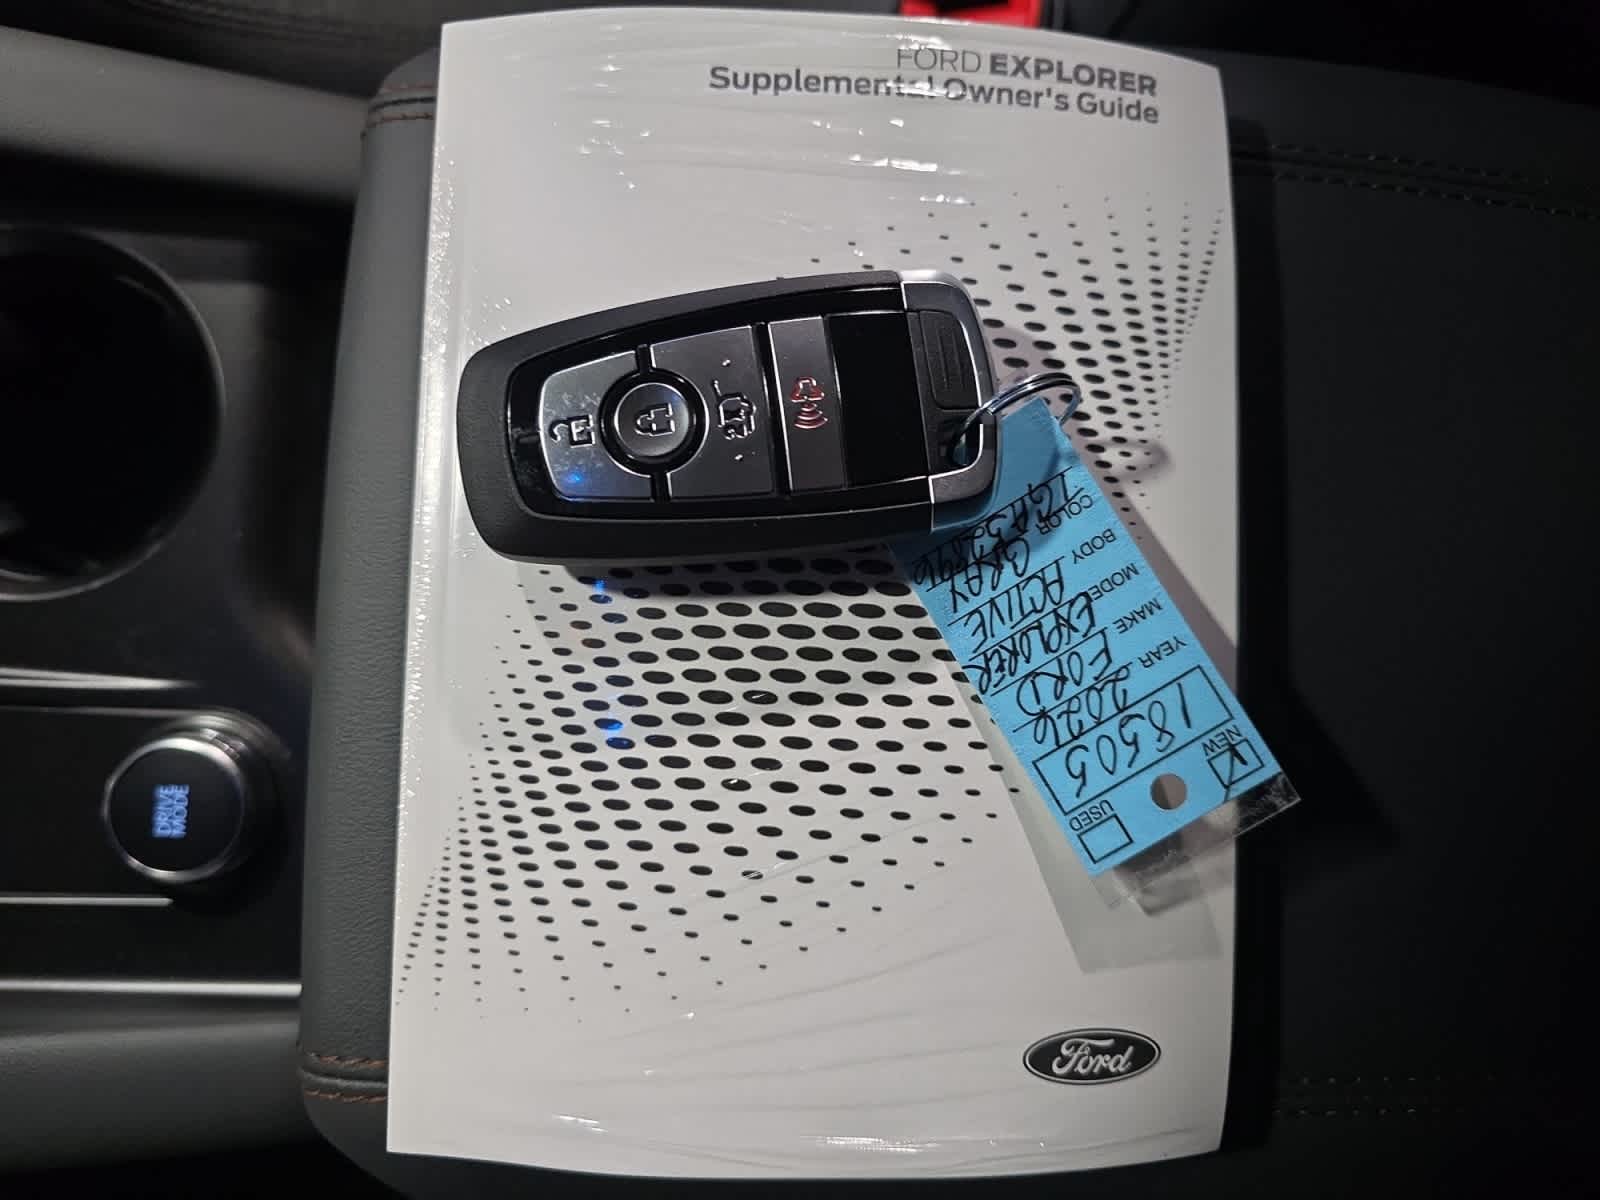 FORD EXPLORER
Supplemental Owner's Guide
USED
NEW ✓
18505
YEAR 2026
MAKE FORD
MODEL EXPLORER
BODY ACTIVE
COLOR GRAY
Ford
DRIVE
MODE